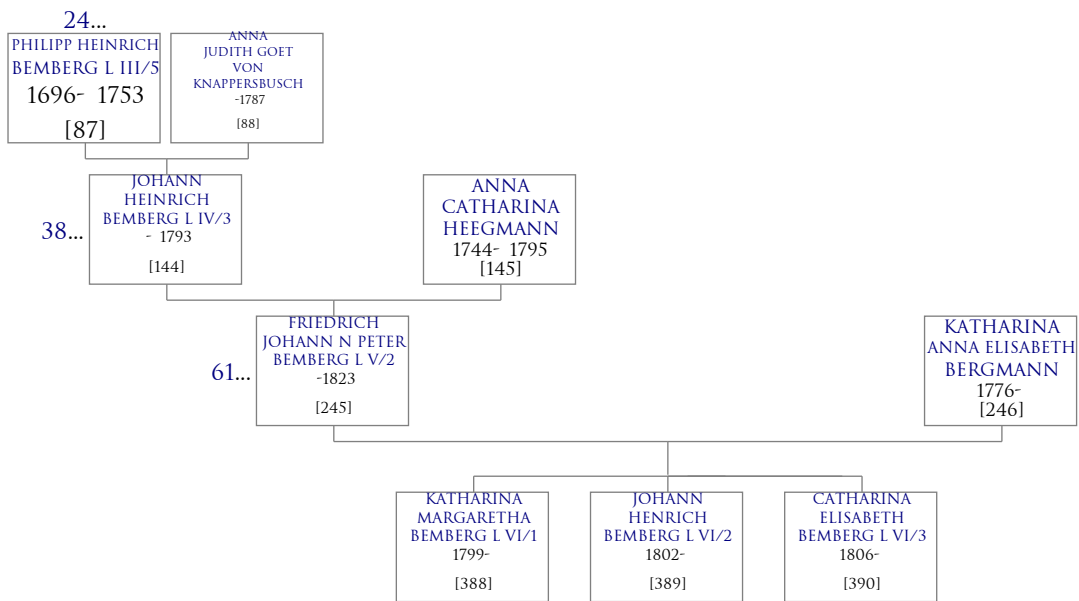 24...
PHILIPP HEINRICH
BEMBERG L III/5
1696- 1753
[87]
ANNA
JUDITH GOET
VON
KNAPPERSBUSCH
-1787
[88]
38...
JOHANN
HEINRICH
BEMBERG L IV/3
- 1793
[144]
ANNA
CATHARINA
HEEGMANN
1744- 1795
[145]
61...
FRIEDRICH
JOHANN N PETER
BEMBERG L V/2
-1823
[245]
KATHARINA
ANNA ELISABETH
BERGMANN
1776-
[246]
KATHARINA
MARGARETHA
BEMBERG L VI/1
1799-
[388]
JOHANN
HENRICH
BEMBERG L VI/2
1802-
[389]
CATHARINA
ELISABETH
BEMBERG L VI/3
1806-
[390]